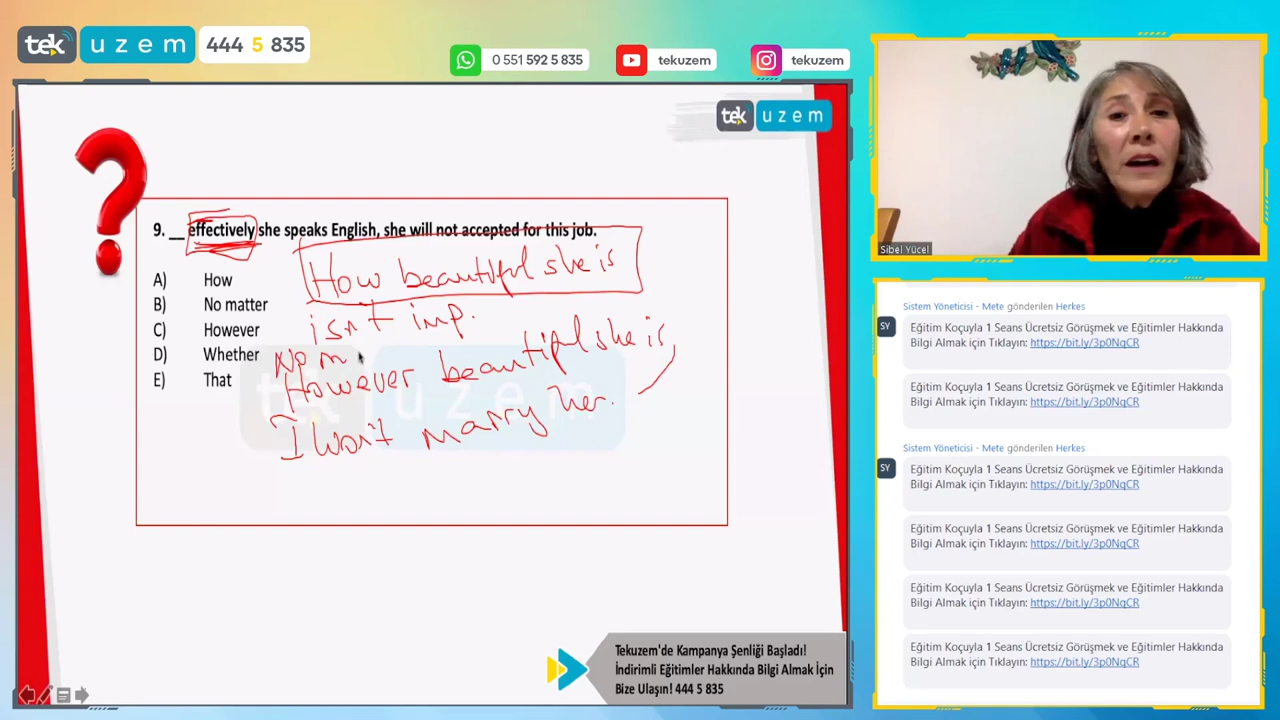 tek uzem 444 5 835
0 551 592 5 835
tekuzem
tekuzem
tek uzem
9. __ effectively she speaks English, she will not accepted for this job.
A) How
B) No matter
C) However
D) Whether
E) That
How beautiful she is
isn't imp.
No m
However beautiful she is,
I won't marry her.
tek uzem
Tekuzem'de Kampanya Şenliği Başladı!
İndirimli Eğitimler Hakkında Bilgi Almak İçin
Bize Ulaşın! 444 5 835
Sibel Yücel
Sistem Yöneticisi - Mete gönderilen Herkes
SY
Eğitim Koçuyla 1 Seans Ücretsiz Görüşmek ve Eğitimler Hakkında
Bilgi Almak için Tıklayın: https://bit.ly/3p0NqCR
Eğitim Koçuyla 1 Seans Ücretsiz Görüşmek ve Eğitimler Hakkında
Bilgi Almak için Tıklayın: https://bit.ly/3p0NqCR
Sistem Yöneticisi - Mete gönderilen Herkes
SY
Eğitim Koçuyla 1 Seans Ücretsiz Görüşmek ve Eğitimler Hakkında
Bilgi Almak için Tıklayın: https://bit.ly/3p0NqCR
Eğitim Koçuyla 1 Seans Ücretsiz Görüşmek ve Eğitimler Hakkında
Bilgi Almak için Tıklayın: https://bit.ly/3p0NqCR
Eğitim Koçuyla 1 Seans Ücretsiz Görüşmek ve Eğitimler Hakkında
Bilgi Almak için Tıklayın: https://bit.ly/3p0NqCR
Eğitim Koçuyla 1 Seans Ücretsiz Görüşmek ve Eğitimler Hakkında
Bilgi Almak için Tıklayın: https://bit.ly/3p0NqCR